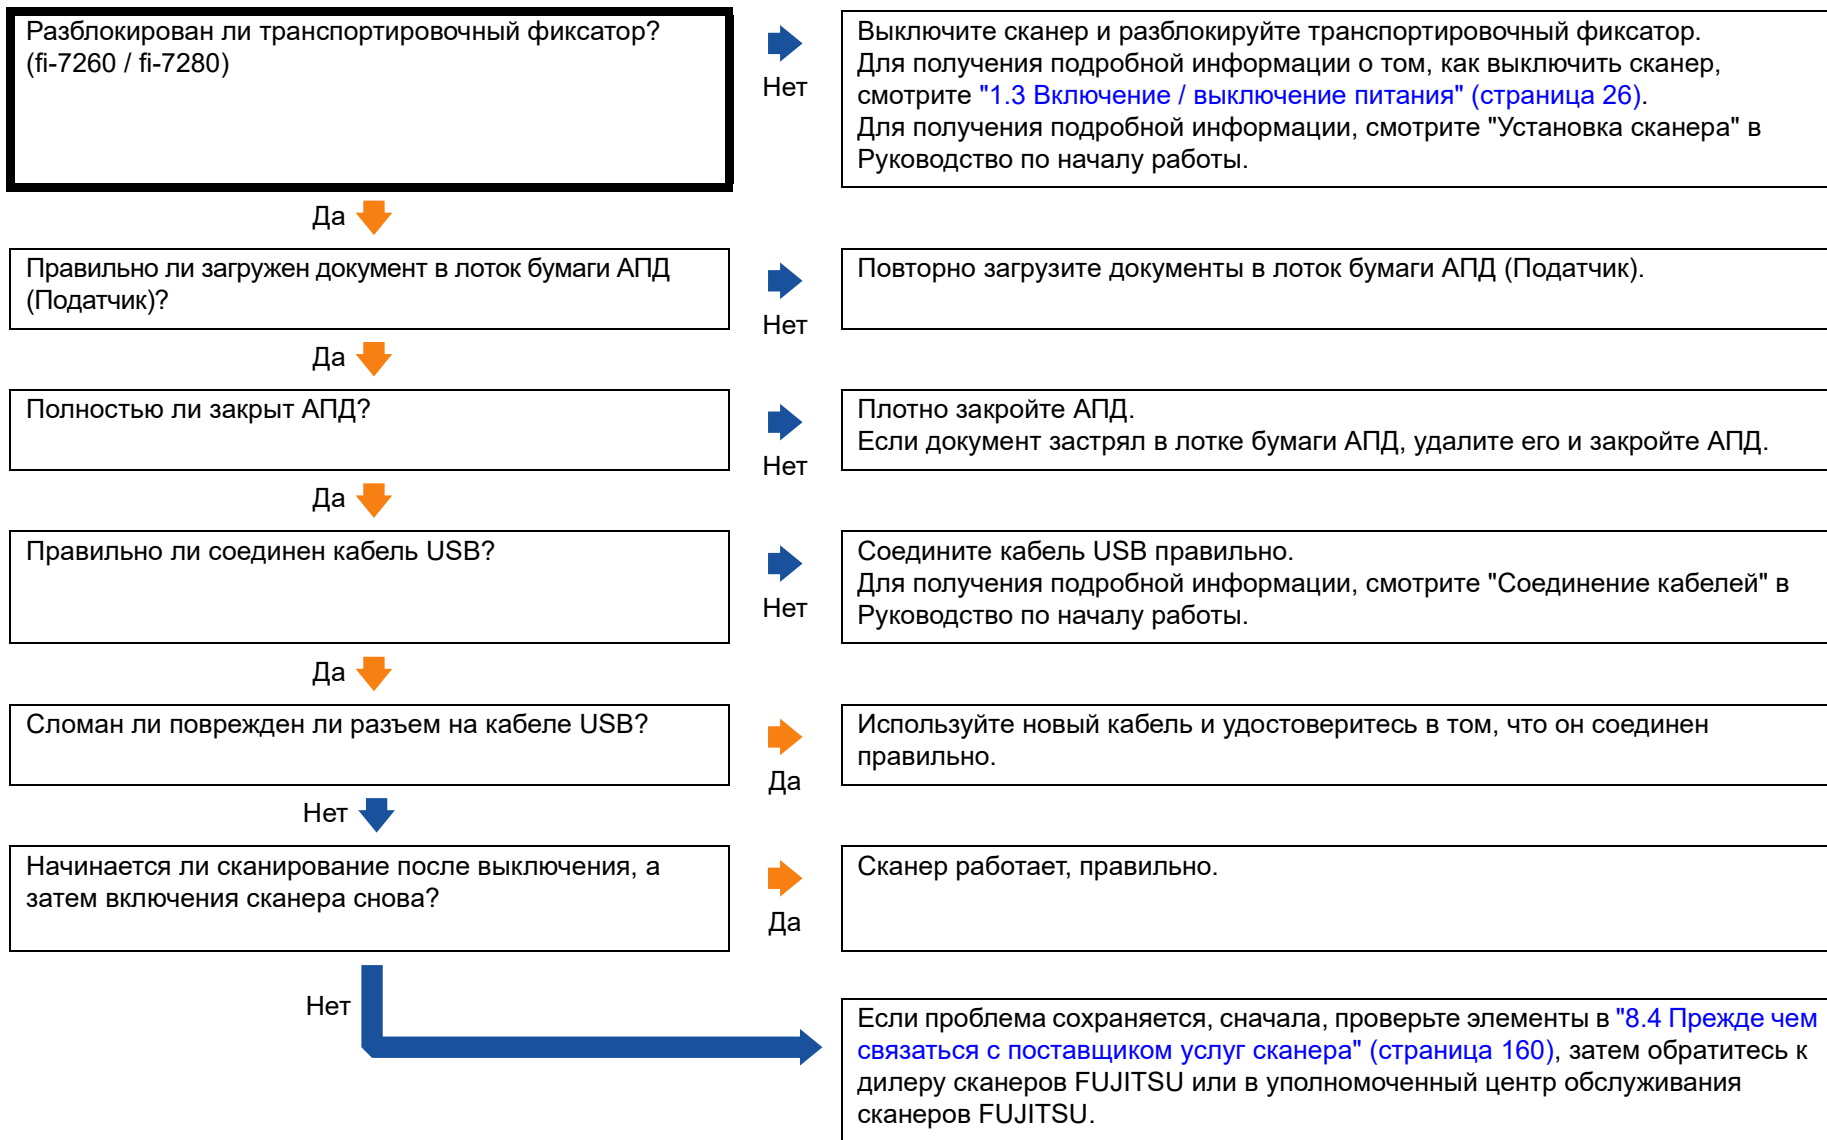 Разблокирован ли транспортировочный фиксатор?
(fi-7260 / fi-7280)
Нет
Выключите сканер и разблокируйте транспортировочный фиксатор.
Для получения подробной информации о том, как выключить сканер,
смотрите "1.3 Включение / выключение питания" (страница 26).
Для получения подробной информации, смотрите "Установка сканера" в
Руководство по началу работы.
Да
Правильно ли загружен документ в лоток бумаги АПД
(Податчик)?
Нет
Повторно загрузите документы в лоток бумаги АПД (Податчик).
Да
Полностью ли закрыт АПД?
Нет
Плотно закройте АПД.
Если документ застрял в лотке бумаги АПД, удалите его и закройте АПД.
Да
Правильно ли соединен кабель USB?
Нет
Соедините кабель USB правильно.
Для получения подробной информации, смотрите "Соединение кабелей" в
Руководство по началу работы.
Да
Сломан ли поврежден ли разъем на кабеле USB?
Да
Используйте новый кабель и удостоверитесь в том, что он соединен
правильно.
Нет
Начинается ли сканирование после выключения, а
затем включения сканера снова?
Да
Сканер работает, правильно.
Нет
Если проблема сохраняется, сначала, проверьте элементы в "8.4 Прежде чем
связаться с поставщиком услуг сканера" (страница 160), затем обратитесь к
дилеру сканеров FUJITSU или в уполномоченный центр обслуживания
сканеров FUJITSU.